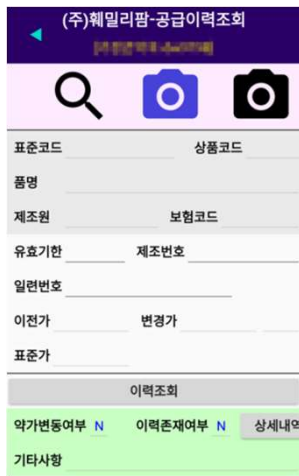 (주)훼밀리팜-공급이력조회
표준코드 상품코드
품명
제조원 보험코드
유효기한 제조번호
일련번호
이전가 변경가
표준가
이력조회
약가변동여부 N 이력존재여부 N 상세내역
기타사항